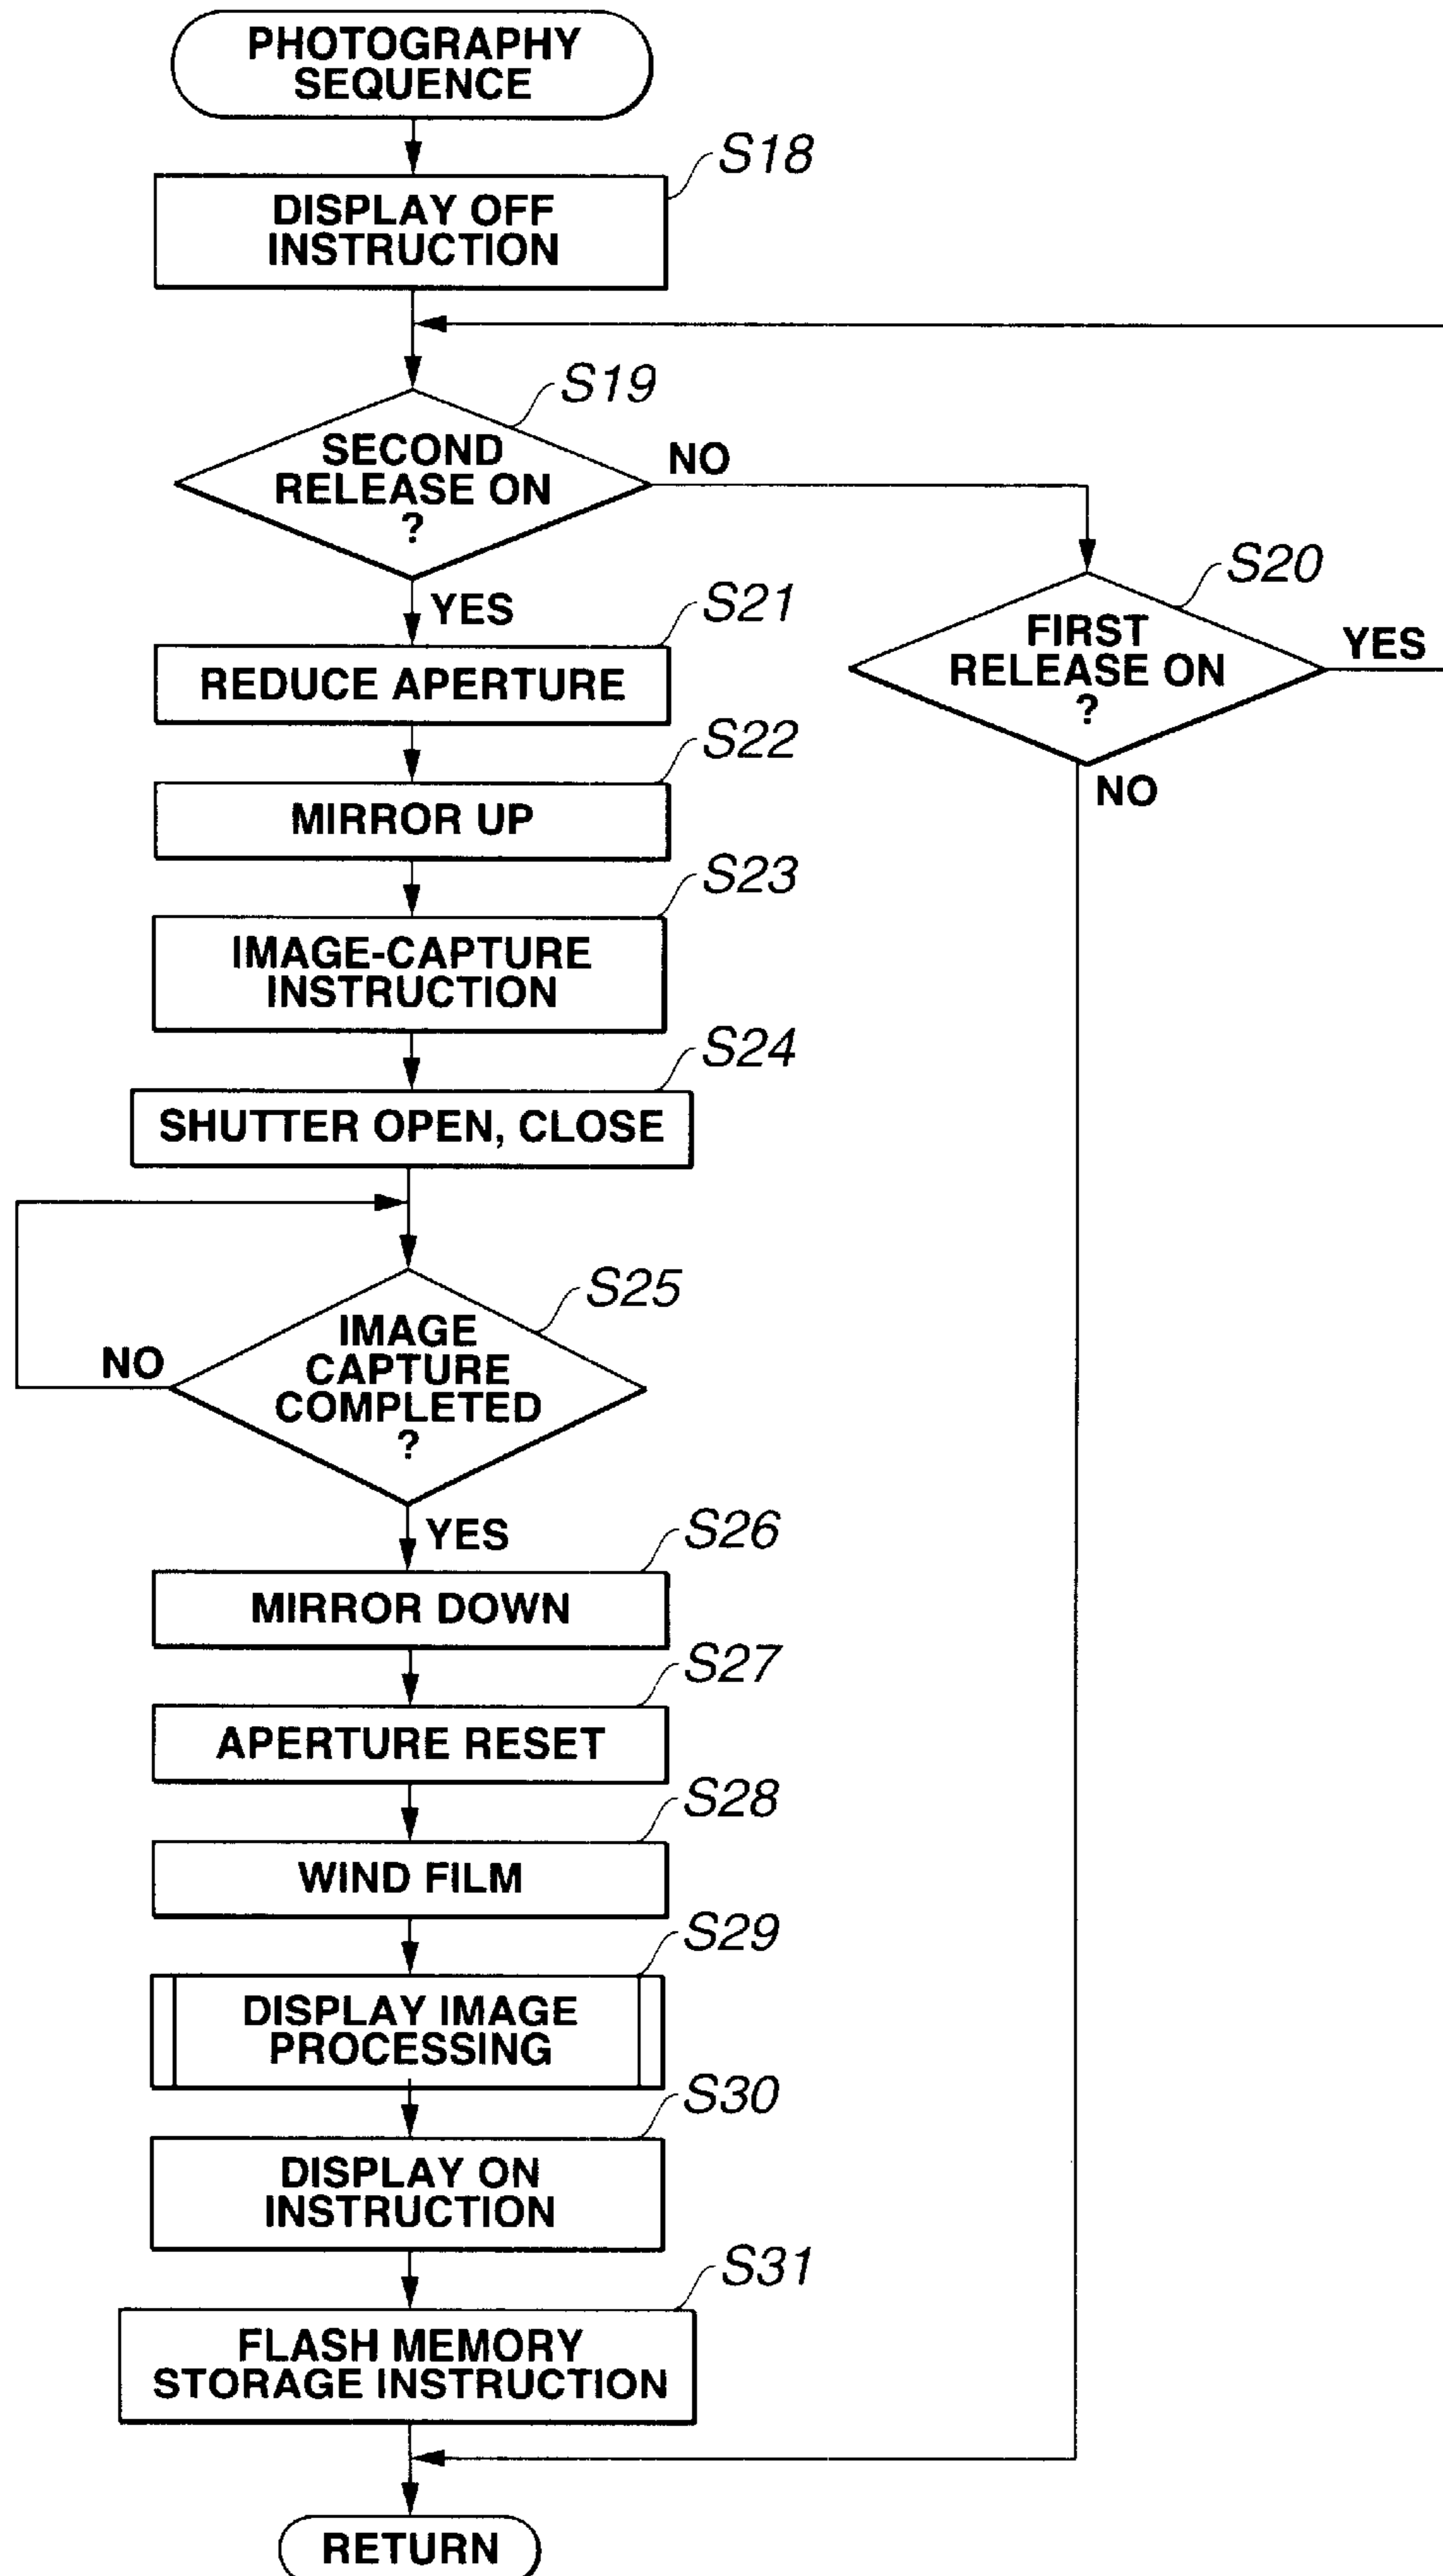 PHOTOGRAPHY
SEQUENCE
S18
DISPLAY OFF
INSTRUCTION
S19
SECOND
RELEASE ON
?
NO
YES
S20
FIRST
RELEASE ON
?
YES
NO
S21
REDUCE APERTURE
S22
MIRROR UP
S23
IMAGE-CAPTURE
INSTRUCTION
S24
SHUTTER OPEN, CLOSE
S25
IMAGE
CAPTURE
COMPLETED
?
NO
YES
S26
MIRROR DOWN
S27
APERTURE RESET
S28
WIND FILM
S29
DISPLAY IMAGE
PROCESSING
S30
DISPLAY ON
INSTRUCTION
S31
FLASH MEMORY
STORAGE INSTRUCTION
RETURN